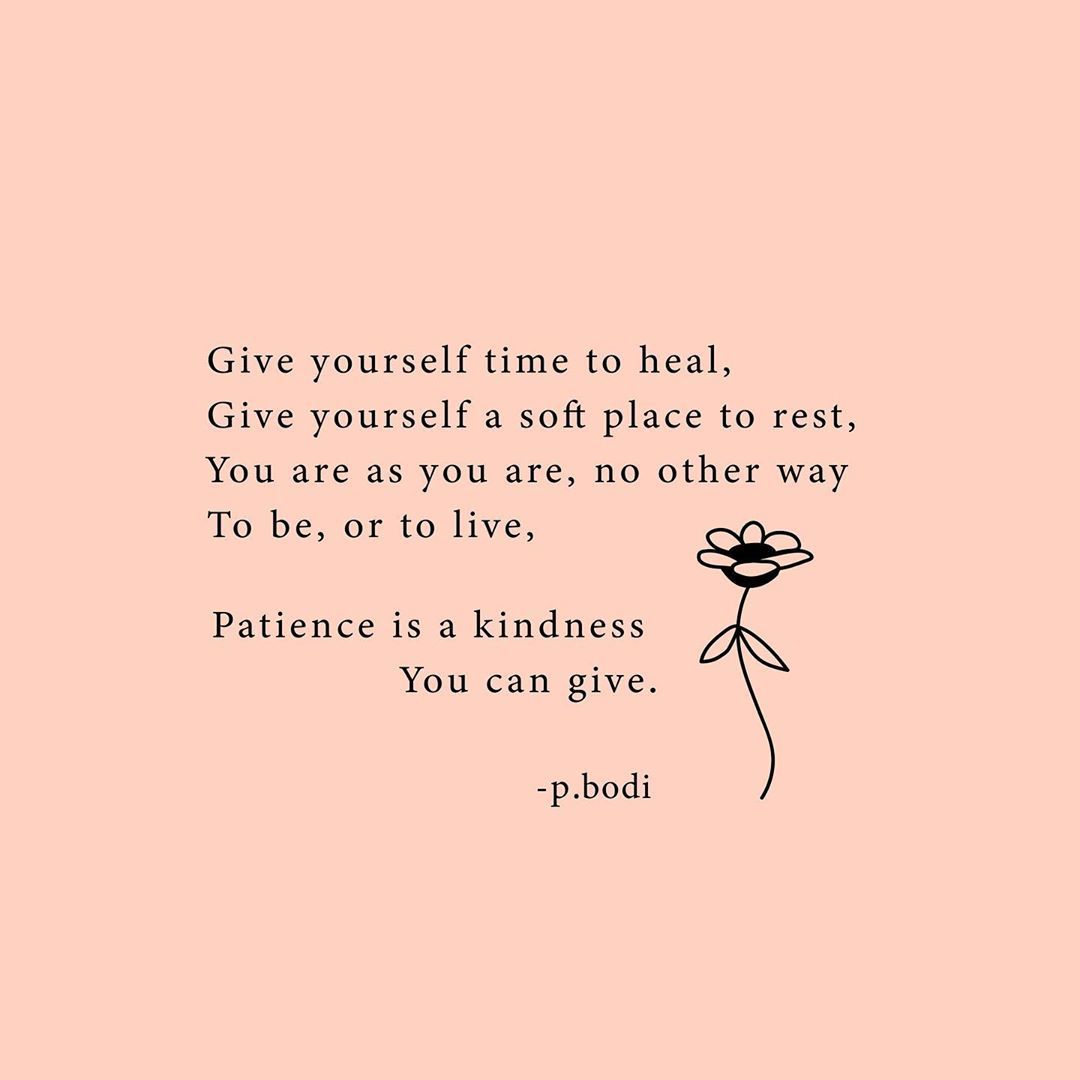 Give yourself time to heal,
Give yourself a soft place to rest,
You are as you are, no other way
To be, or to live,
Patience is a kindness
You can give.
-p.bodi